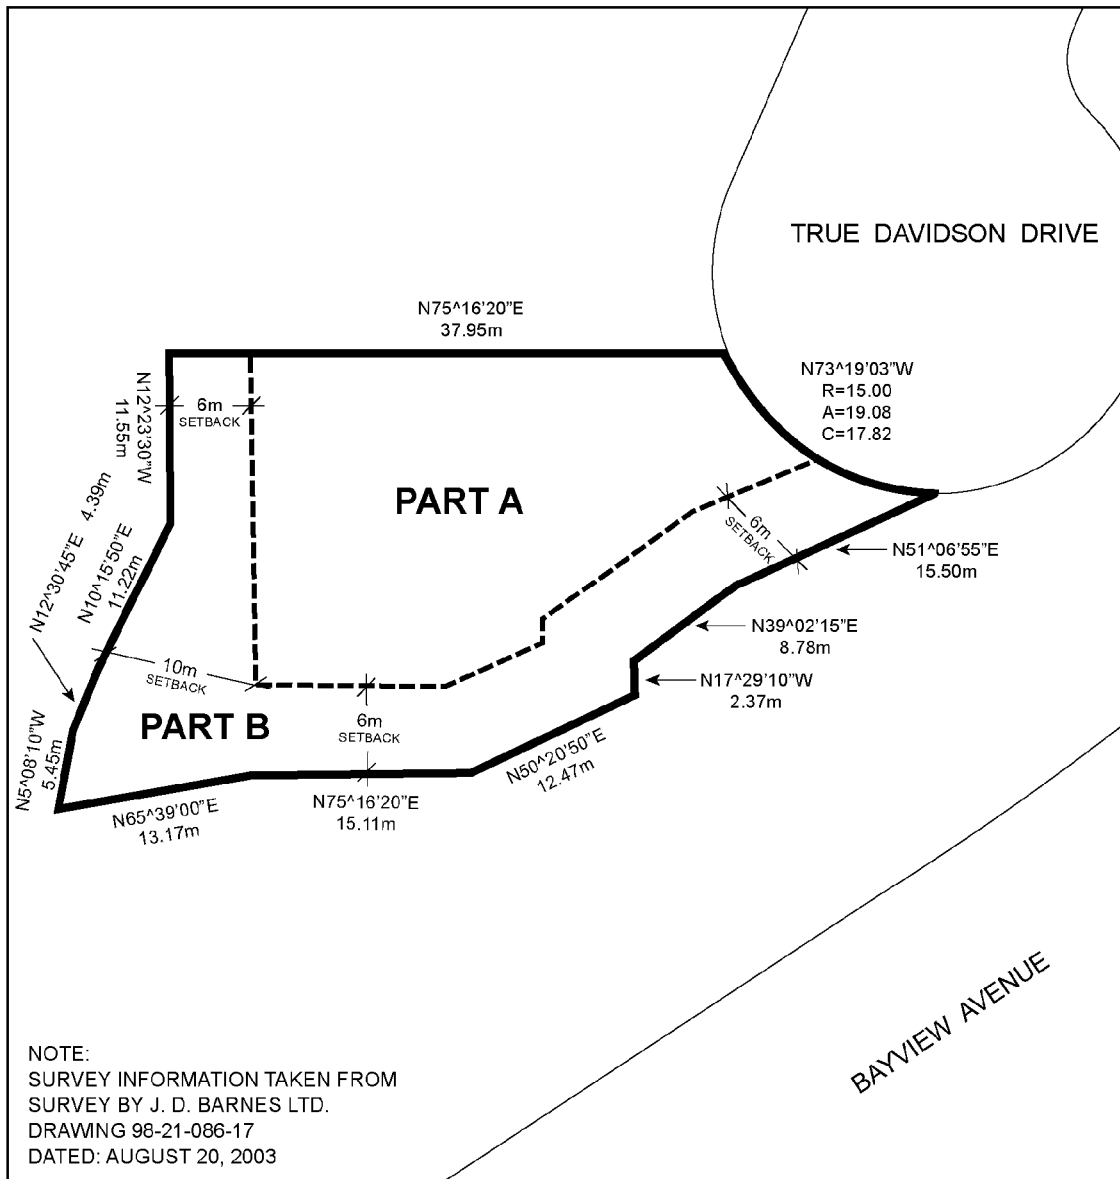 TRUE DAVIDSON DRIVE
N75^16'20"E
37.95m
N73^19'03"W
R=15.00
A=19.08
C=17.82
N12^23'30"W
11.55m
6m
SETBACK
PART A
N12^30'45"E 4.39m
N10^15'50"E
11.22m
6m
SETBACK
N51^06'55"E
15.50m
N39^02'15"E
8.78m
10m
SETBACK
N17^29'10"W
2.37m
PART B
6m
SETBACK
N5^08'10"W
5.45m
N50^20'50"E
12.47m
N65^39'00"E
13.17m
N75^16'20"E
15.11m
BAYVIEW AVENUE
NOTE:
SURVEY INFORMATION TAKEN FROM
SURVEY BY J. D. BARNES LTD.
DRAWING 98-21-086-17
DATED: AUGUST 20, 2003